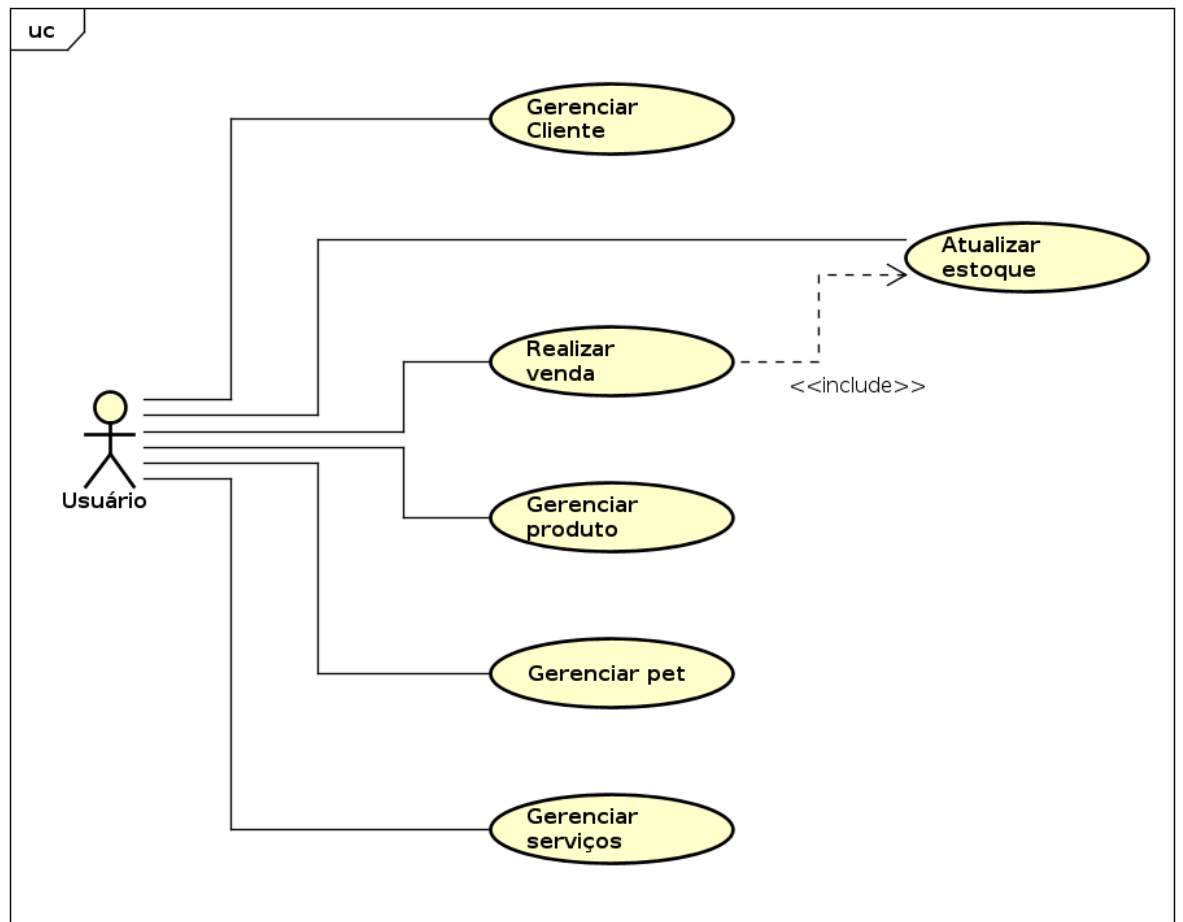 uc
Gerenciar
Cliente
Atualizar
estoque
Realizar
venda
<<include>>
Usuário
Gerenciar
produto
Gerenciar pet
Gerenciar
serviços